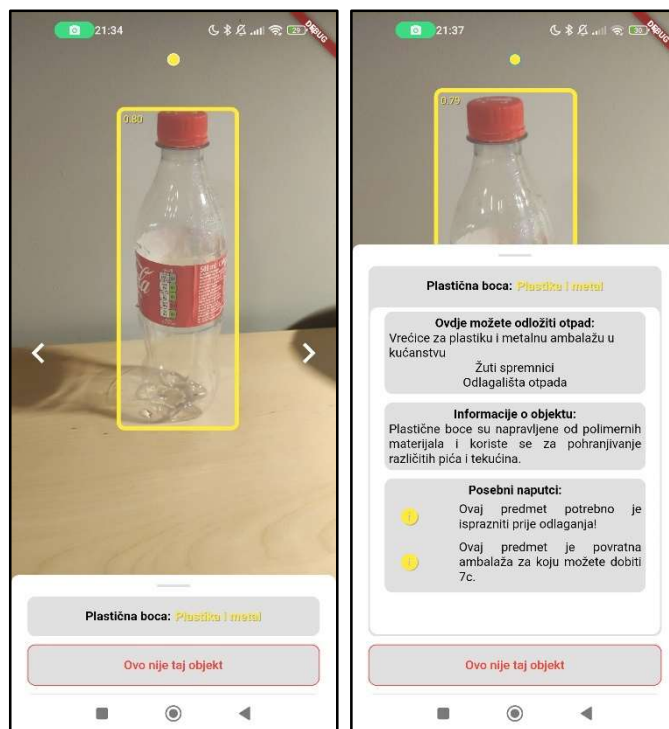 21:34
29
DEBUG
0.80
Plastična boca: Plastika i metal
Ovo nije taj objekt
21:37
30
DEBUG
0.79
Plastična boca: Plastika i metal
Ovdje možete odložiti otpad:
Vrećice za plastiku i metalnu ambalažu u
kućanstvu
Žuti spremnici
Odlagališta otpada
Informacije o objektu:
Plastične boce su napravljene od polimernih
materijala i koriste se za pohranjivanje
različitih pića i tekućina.
Posebni naputci:
Ovaj predmet potrebno je
isprazniti prije odlaganja!
Ovaj predmet je povratna
ambalaža za koju možete dobiti
7c.
Ovo nije taj objekt